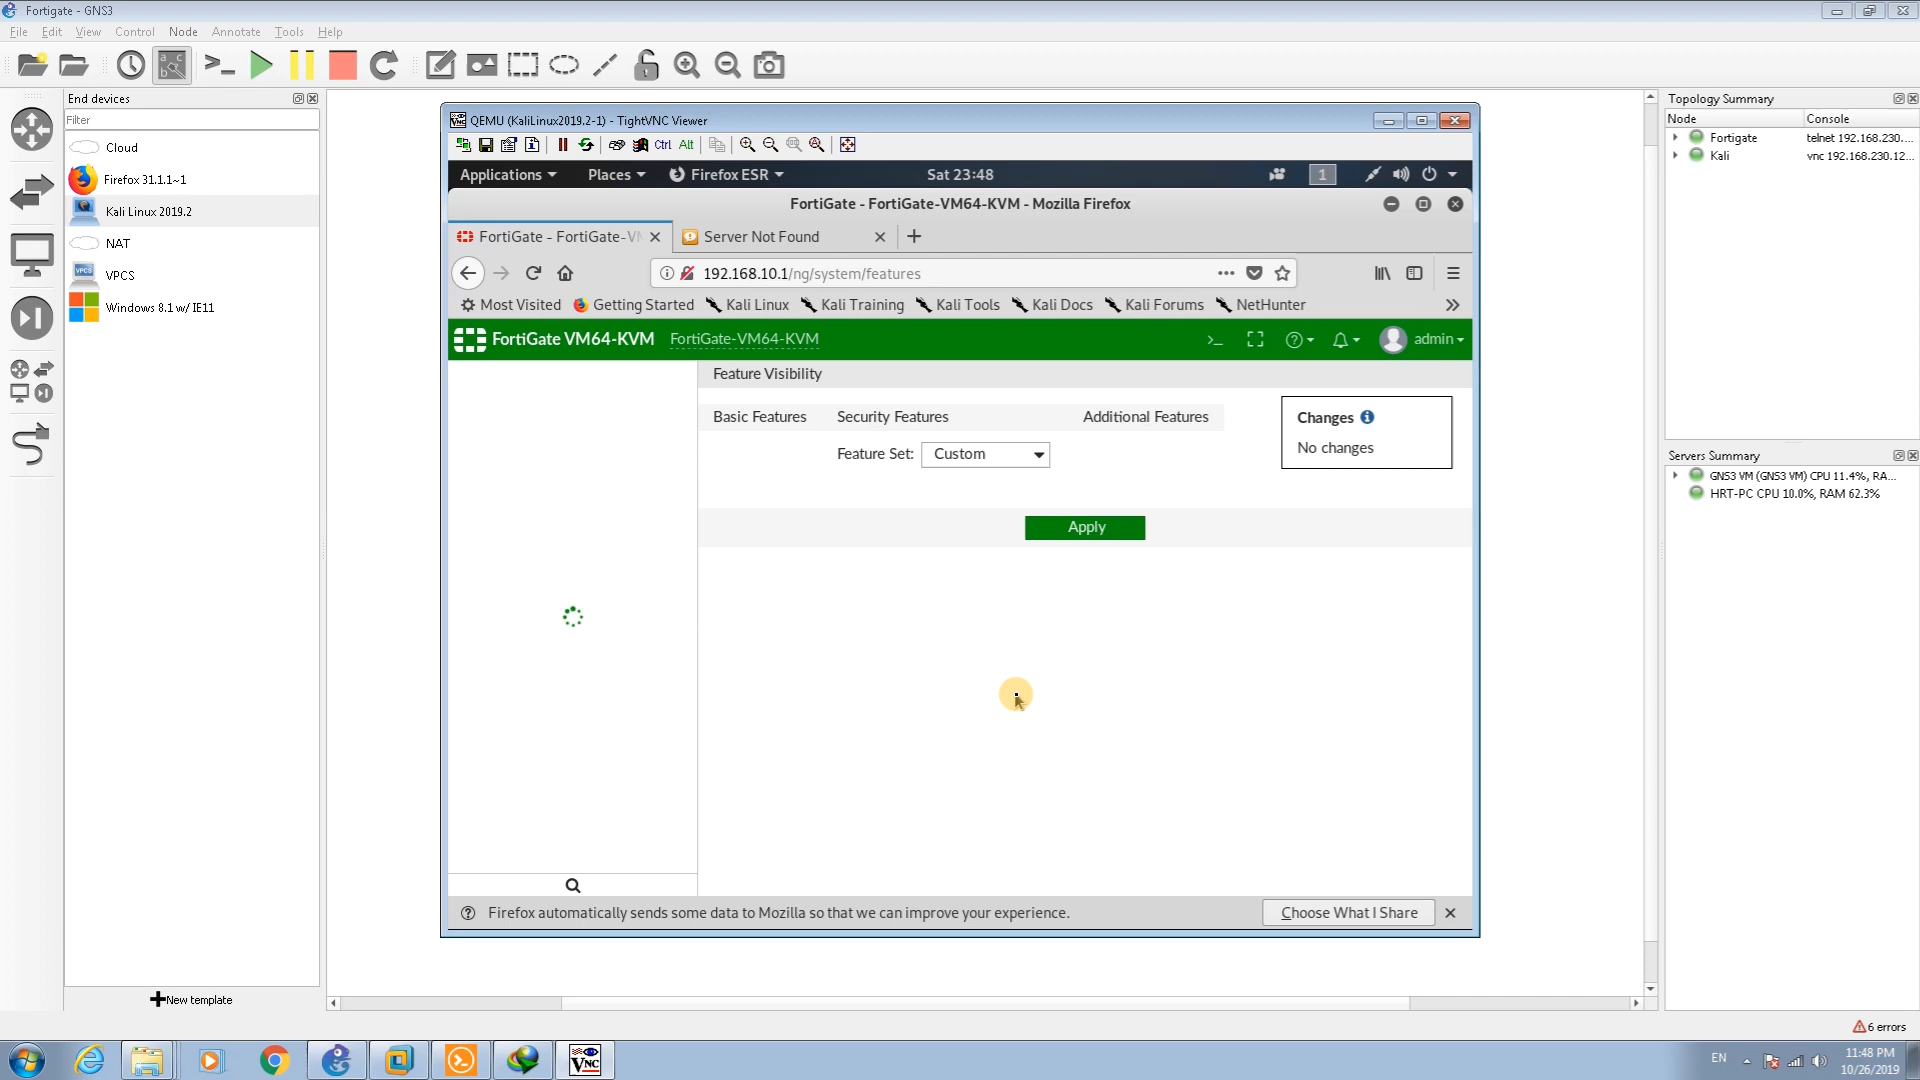 Fortigate - GNS3
File Edit View Control Node Annotate Tools Help
End devices
Filter
Cloud
Firefox 31.1.1~1
Kali Linux 2019.2
NAT
VPCS
VPCS
Windows 8.1 w/ IE11
New template
QEMU (KaliLinux2019.2-1) - TightVNC Viewer
Ctrl Alt
Applications Places Firefox ESR Sat 23:48 1
FortiGate - FortiGate-VM64-KVM - Mozilla Firefox
FortiGate - FortiGate-VM Server Not Found
192.168.10.1/ng/system/features
Most Visited Getting Started Kali Linux Kali Training Kali Tools Kali Docs Kali Forums NetHunter
FortiGate VM64-KVM FortiGate-VM64-KVM admin
Feature Visibility
Basic Features Security Features Additional Features
Feature Set: Custom
Changes
No changes
Apply
Firefox automatically sends some data to Mozilla so that we can improve your experience.
Choose What I Share
Topology Summary
Node Console
Fortigate telnet 192.168.230....
Kali vnc 192.168.230.12...
Servers Summary
GNS3 VM (GNS3 VM) CPU 11.4%, RA...
HRT-PC CPU 10.0%, RAM 62.3%
6 errors
VNC
EN
11:48 PM
10/26/2019